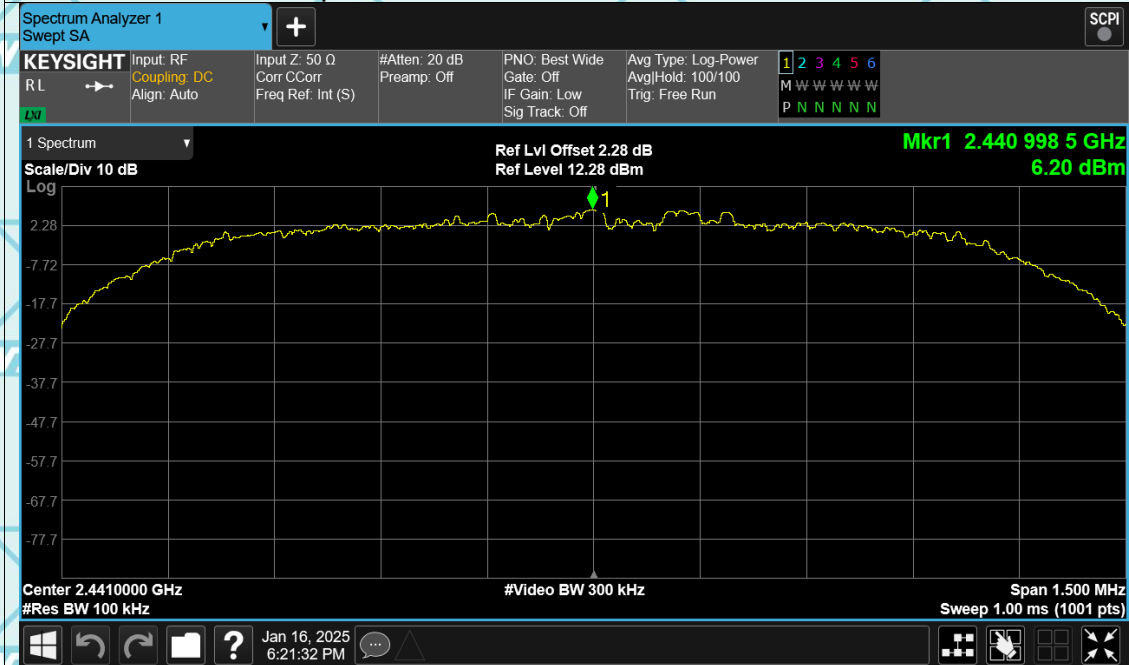 Spectrum Analyzer 1
Swept SA
+
SCPI
KEYSIGHT
R L
LXI
Input: RF
Coupling: DC
Align: Auto
Input Z: 50 Ω
Corr CCorr
Freq Ref: Int (S)
#Atten: 20 dB
Preamp: Off
PNO: Best Wide
Gate: Off
IF Gain: Low
Sig Track: Off
Avg Type: Log-Power
Avg|Hold: 100/100
Trig: Free Run
1 2 3 4 5 6
M W W W W W
P N N N N N
1 Spectrum
Scale/Div 10 dB
Log
Ref Lvl Offset 2.28 dB
Ref Level 12.28 dBm
Mkr1 2.440 998 5 GHz
6.20 dBm
1
2.28
-7.72
-17.7
-27.7
-37.7
-47.7
-57.7
-67.7
-77.7
Center 2.4410000 GHz
#Res BW 100 kHz
#Video BW 300 kHz
Span 1.500 MHz
Sweep 1.00 ms (1001 pts)
?
Jan 16, 2025
6:21:32 PM